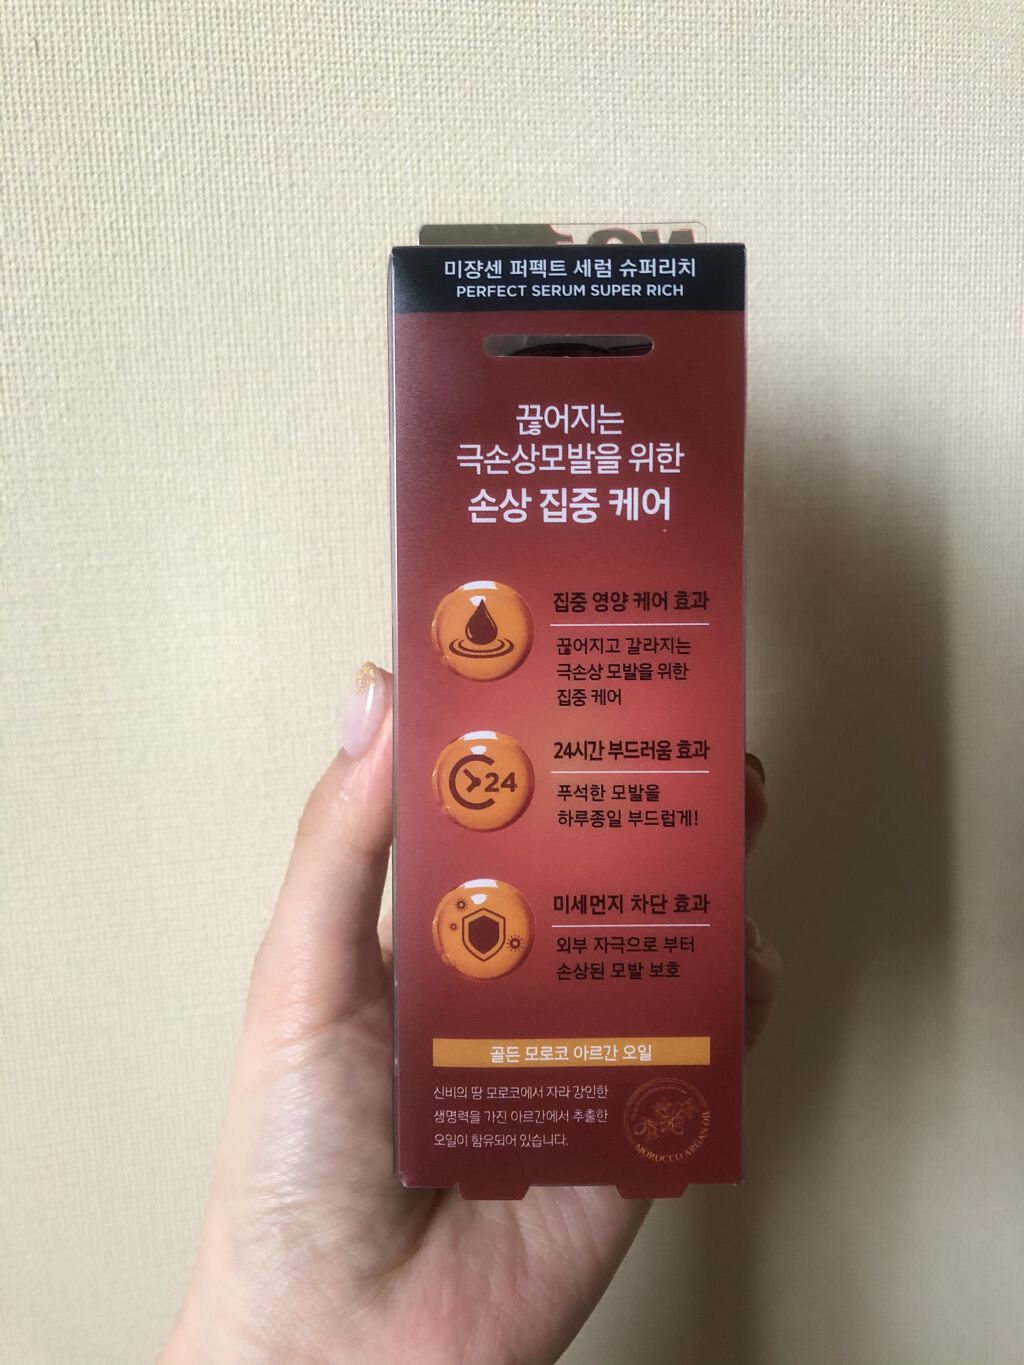 미쟝센 퍼펙트 세럼 슈퍼리치
PERFECT SERUM SUPER RICH
끊어지는
극손상모발을 위한
손상 집중 케어
집중 영양 케어 효과
끊어지고 갈라지는
극손상 모발을 위한
집중 케어
24
24시간 부드러움 효과
푸석한 모발을
하루종일 부드럽게!
미세먼지 차단 효과
외부 자극으로 부터
손상된 모발 보호
골든 모로코 아르간 오일
신비의 땅 모로코에서 자라 강인한
생명력을 가진 아르간에서 추출한
오일이 함유되어 있습니다.
MOROCCO ARGAN OIL